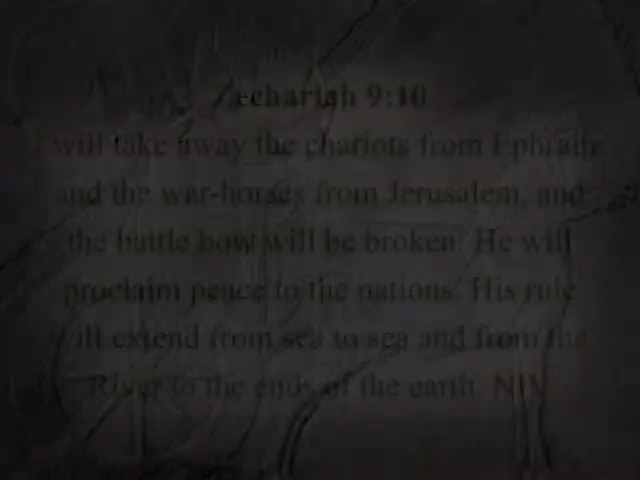 Zechariah 9:10
I will take away the chariots from Ephraim
and the war-horses from Jerusalem, and
the battle bow will be broken. He will
proclaim peace to the nations. His rule
will extend from sea to sea and from the
River to the ends of the earth. NIV